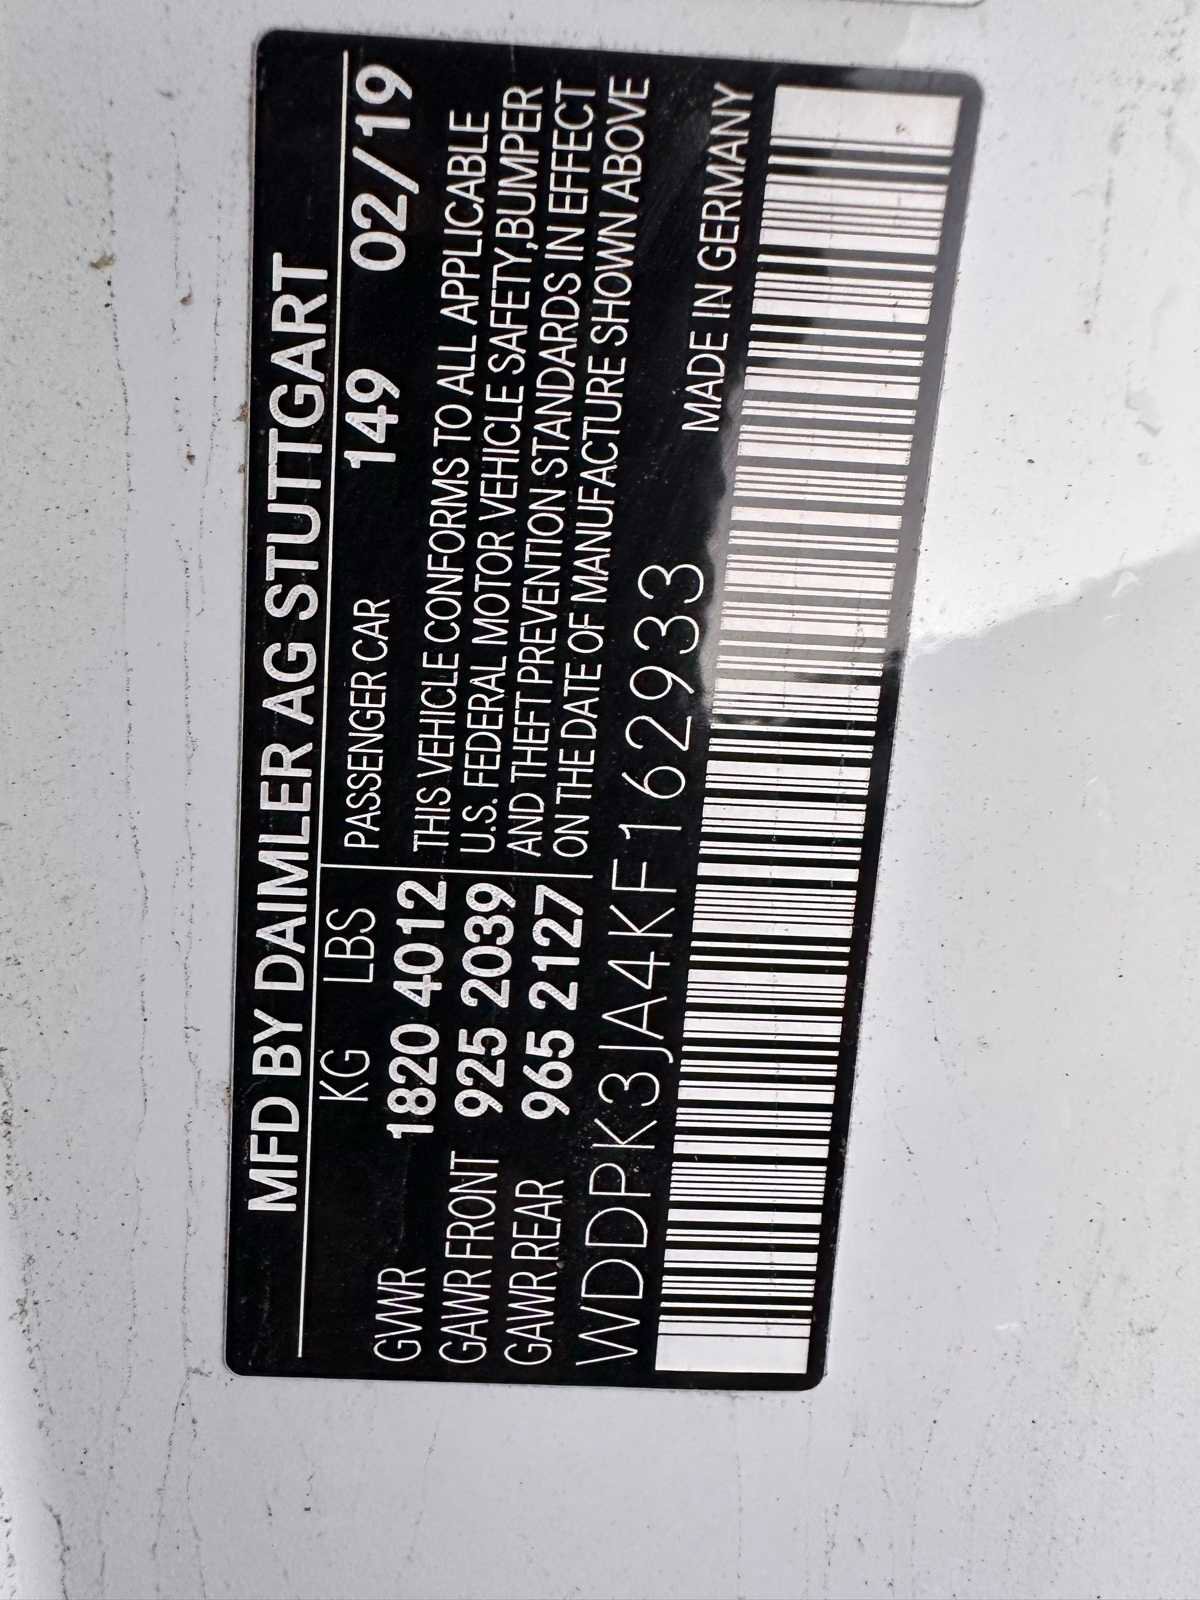 MFD BY DAIMLER AG STUTTGART
KG LBS PASSENGER CAR 149 02/19
GVWR 1820 4012 THIS VEHICLE CONFORMS TO ALL APPLICABLE
GAWR FRONT 925 2039 U.S. FEDERAL MOTOR VEHICLE SAFETY,BUMPER
GAWR REAR 965 2127 AND THEFT PREVENTION STANDARDS IN EFFECT
ON THE DATE OF MANUFACTURE SHOWN ABOVE
WDDPK3JA4KF162933 MADE IN GERMANY